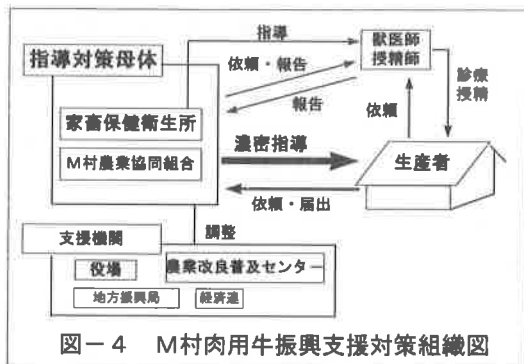 指導
指導対策母体
獣医師
授精師
依頼・報告
診療
授精
報告
家畜保健衛生所
依頼
濃密指導
M村農業協同組合
生産者
依頼・届出
支援機関
調整
役場
農業改良普及センター
地方振興局
経済連
図－4 M村肉用牛振興支援対策組織図